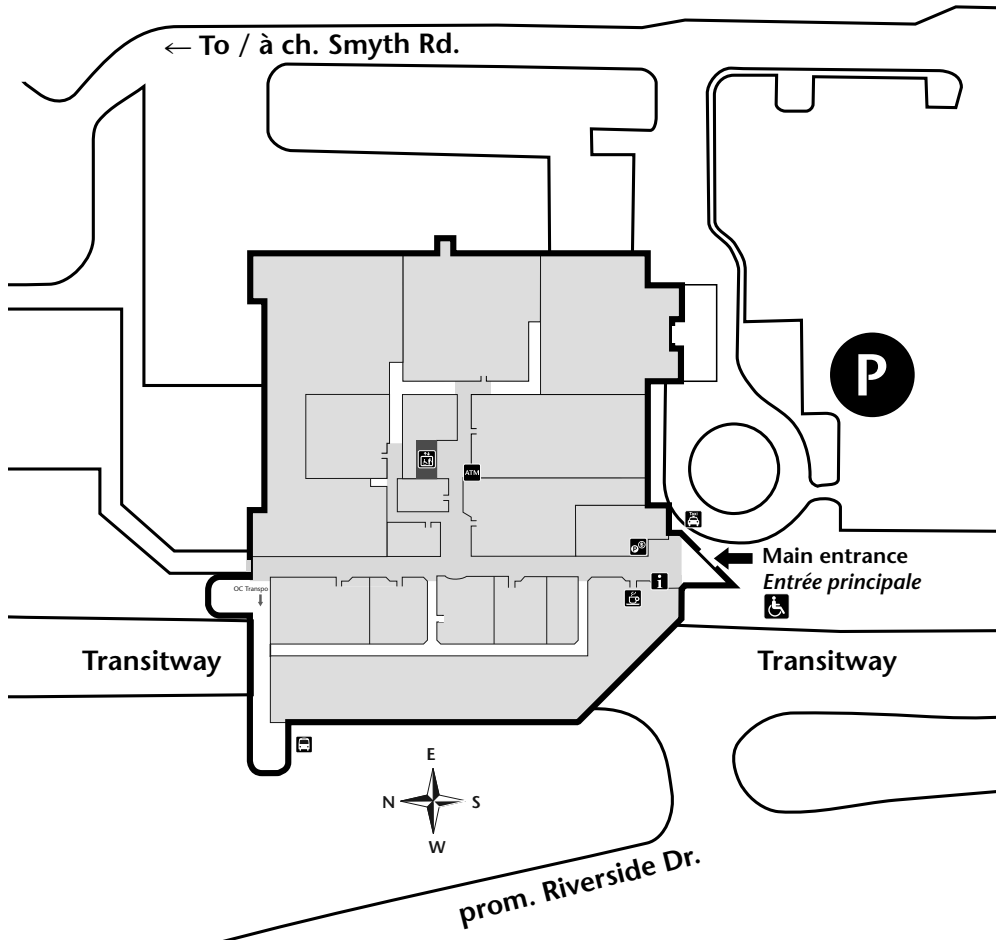 ← To / à ch. Smyth Rd.
P
ATM
Taxi
P $
Main entrance
Entrée principale
i
OC Transpo
Transitway
Transitway
E
N
S
W
prom. Riverside Dr.